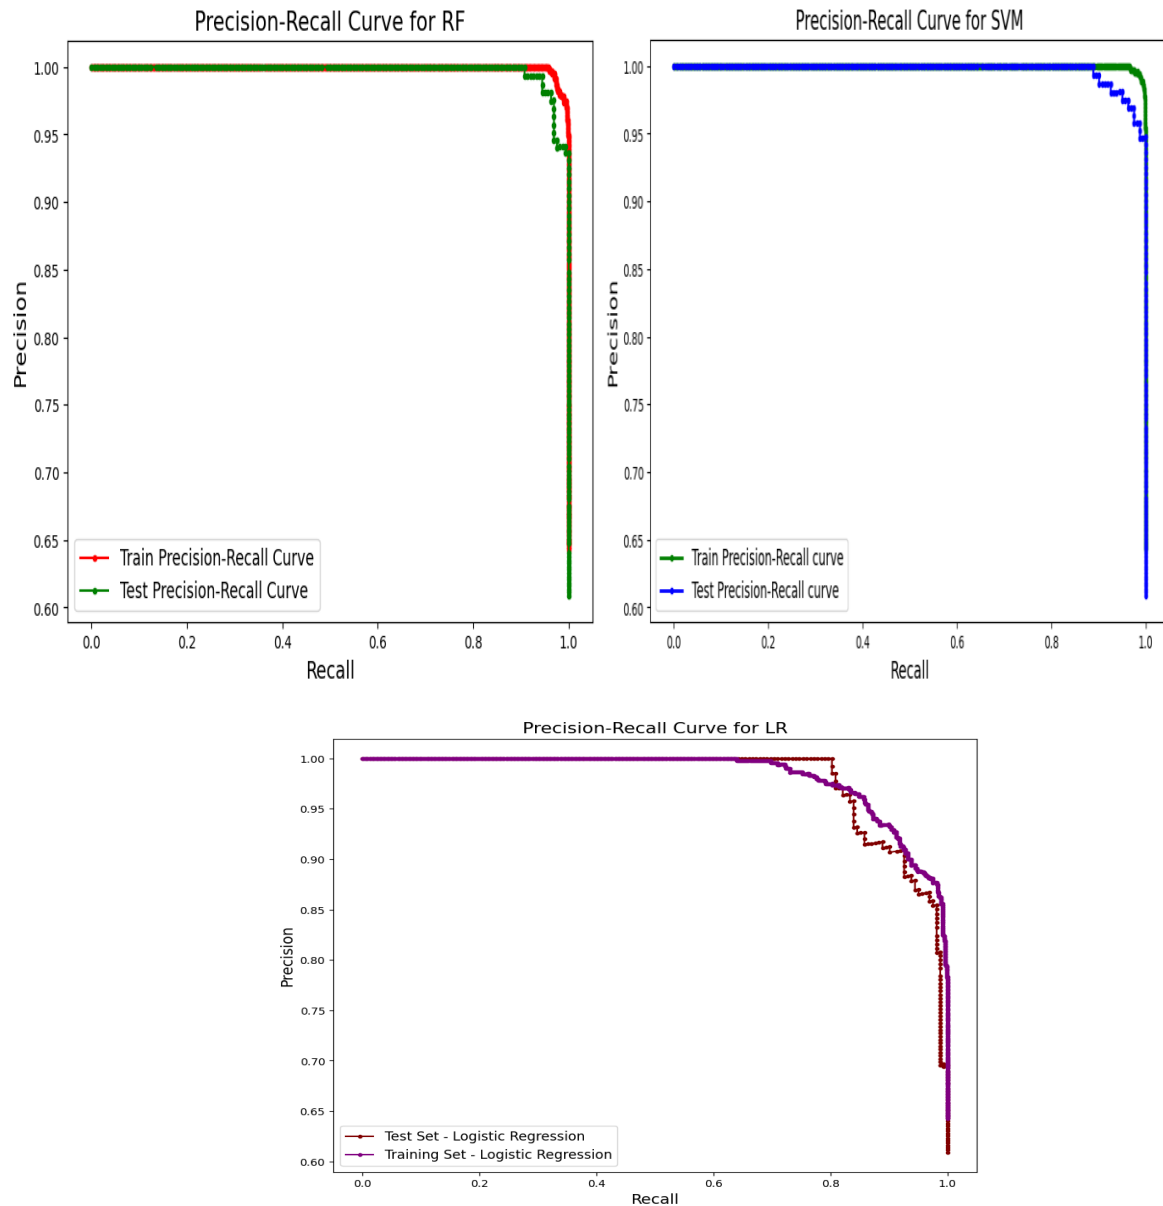 Precision-Recall Curve for RF
1.00
0.95
0.90
0.85
0.80
0.75
0.70
0.65
0.60
Precision
Train Precision-Recall Curve
Test Precision-Recall Curve
0.0 0.2 0.4 0.6 0.8 1.0
Recall
Precision-Recall Curve for SVM
1.00
0.95
0.90
0.85
0.80
0.75
0.70
0.65
0.60
Precision
Train Precision-Recall curve
Test Precision-Recall curve
0.0 0.2 0.4 0.6 0.8 1.0
Recall
Precision-Recall Curve for LR
1.00
0.95
0.90
0.85
0.80
0.75
0.70
0.65
0.60
Precision
Test Set - Logistic Regression
Training Set - Logistic Regression
0.0 0.2 0.4 0.6 0.8 1.0
Recall